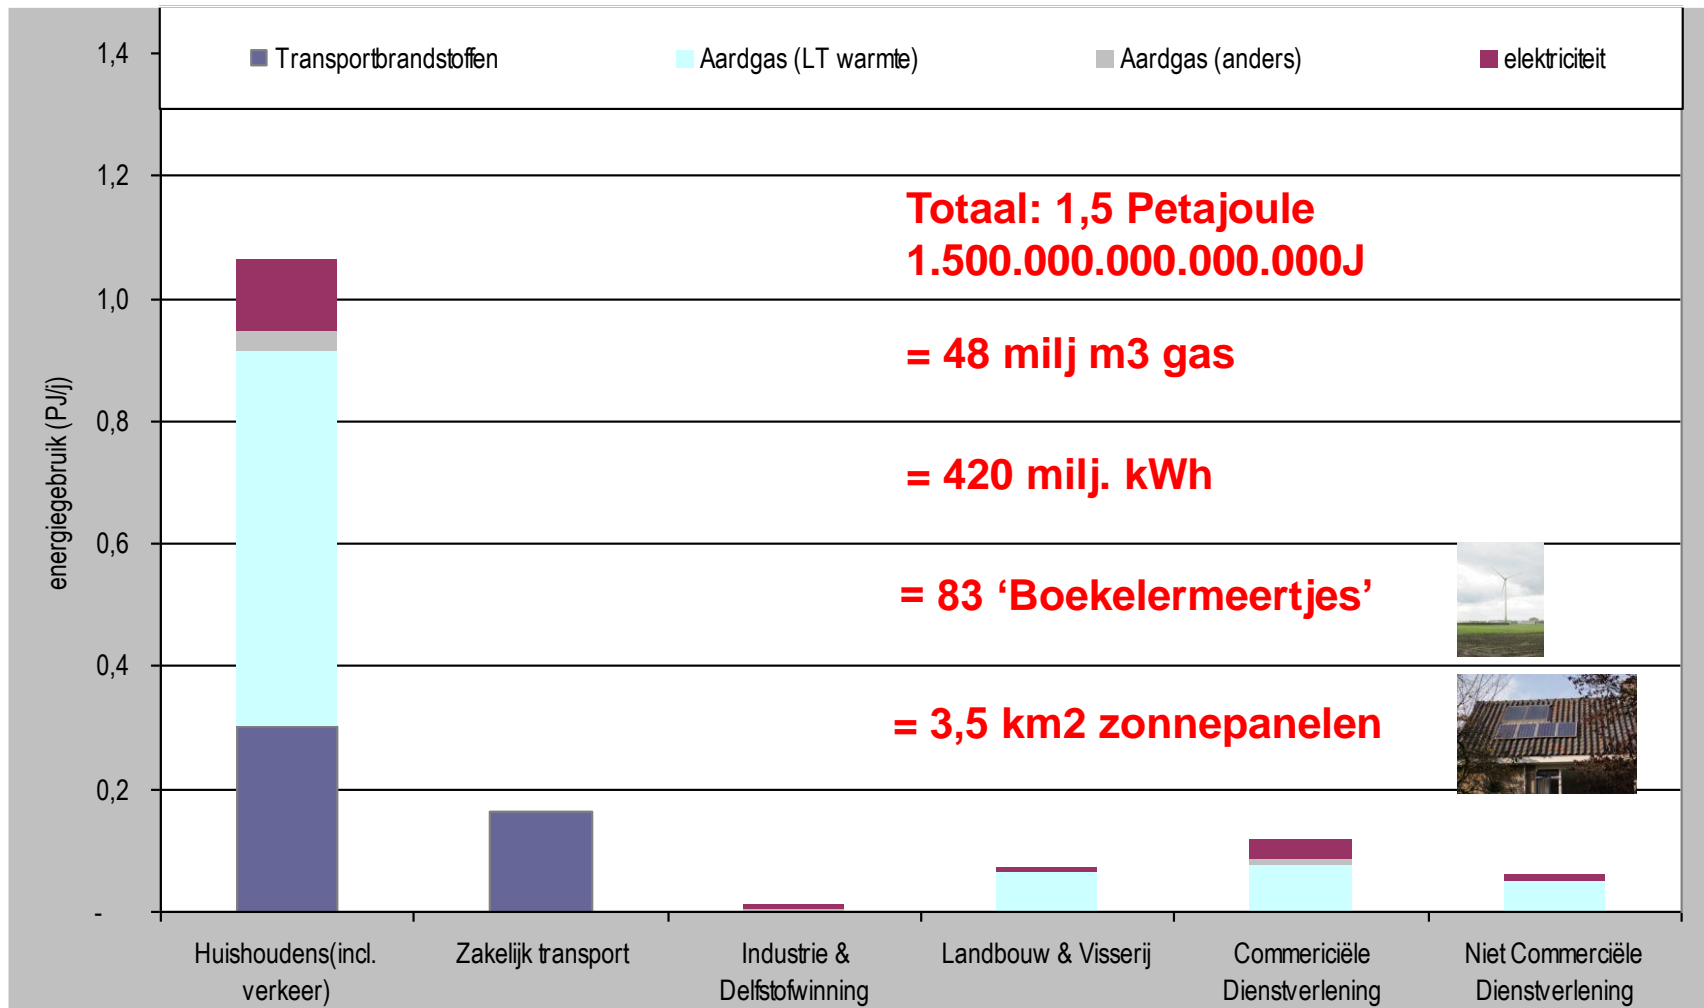 Transportbrandstoffen
Aardgas (LT warmte)
Aardgas (anders)
elektriciteit
energiegebruik (PJ/j)
1,4
1,2
1,0
0,8
0,6
0,4
0,2
-
Totaal: 1,5 Petajoule
1.500.000.000.000.000J
= 48 milj m3 gas
= 420 milj. kWh
= 83 ‘Boekelermeertjes’
= 3,5 km2 zonnepanelen
Huishoudens(incl.
verkeer)
Zakelijk transport
Industrie &
Delfstofwinning
Landbouw & Visserij
Commericiële
Dienstverlening
Niet Commerciële
Dienstverlening